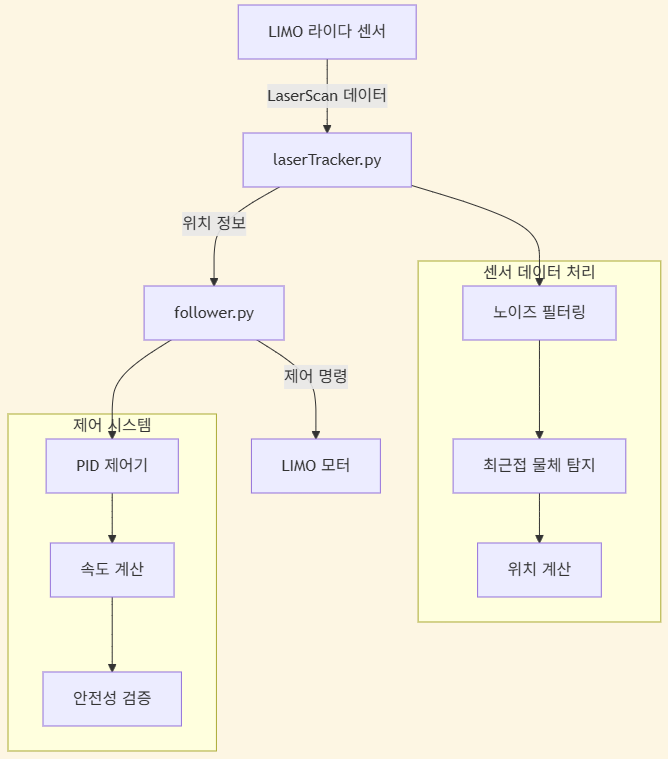 LIMO 라이다 센서
LaserScan 데이터
laserTracker.py
위치 정보
센서 데이터 처리
follower.py
노이즈 필터링
제어 명령
제어 시스템
PID 제어기
LIMO 모터
최근접 물체 탐지
속도 계산
위치 계산
안전성 검증